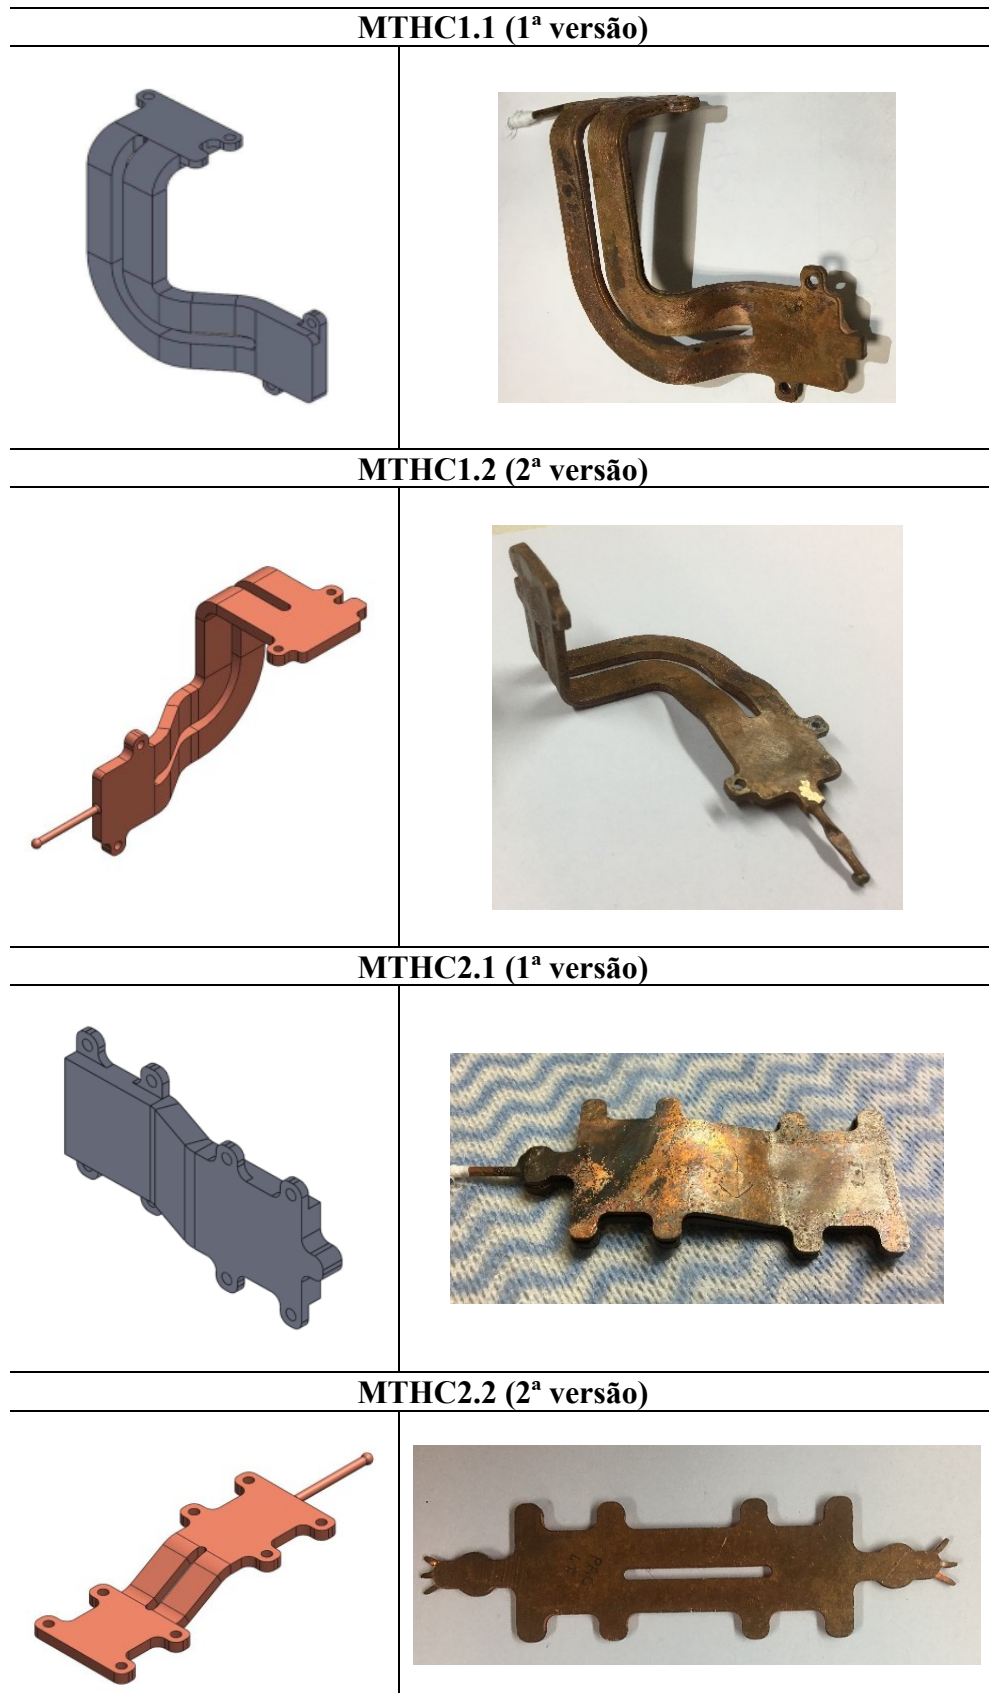 MTHC1.1 (1ª versão)
MTHC1.2 (2ª versão)
MTHC2.1 (1ª versão)
MTHC2.2 (2ª versão)